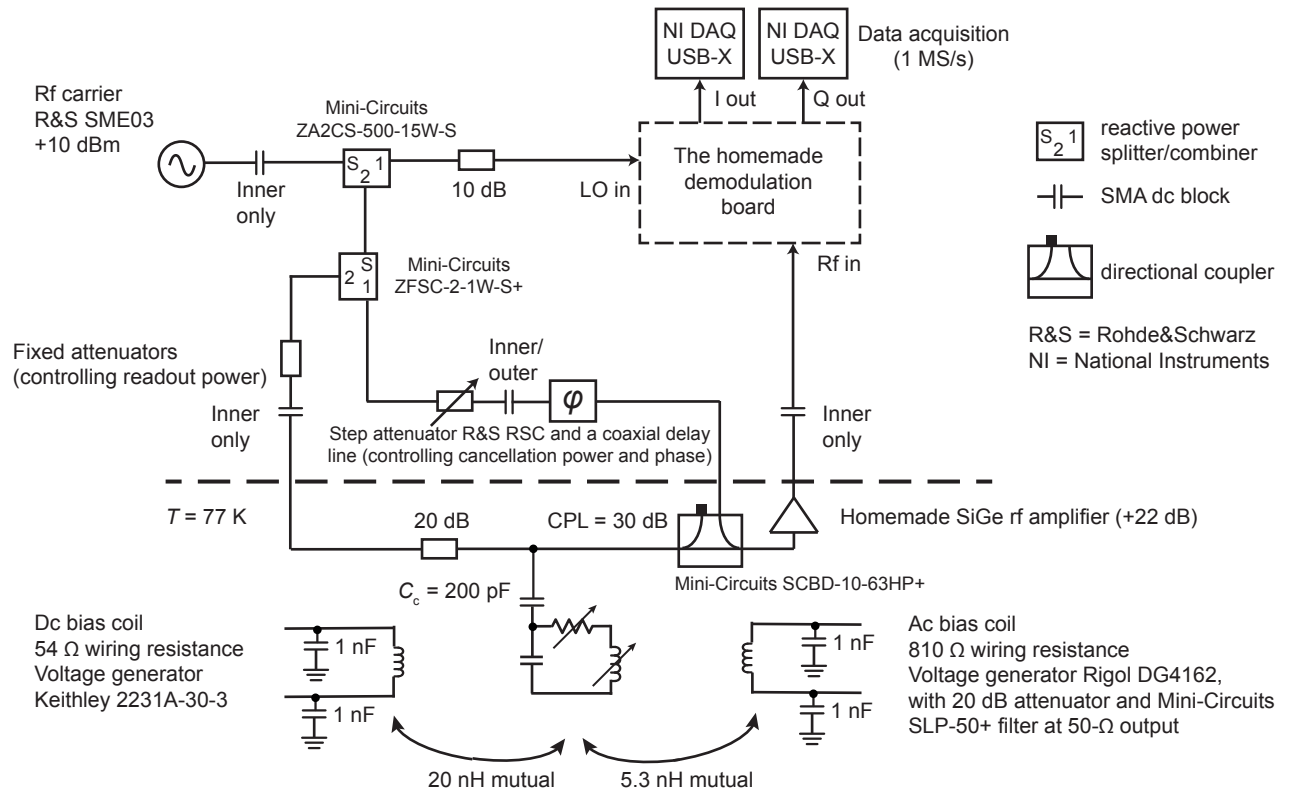 NI DAQ
USB-X
NI DAQ
USB-X
Data acquisition
(1 MS/s)
I out
Q out
Rf carrier
R&S SME03
+10 dBm
Mini-Circuits
ZA2CS-500-15W-S
S 1
2
Inner
only
10 dB
LO in
The homemade
demodulation
board
Rf in
S 1
2
reactive power
splitter/combiner
SMA dc block
directional coupler
R&S = Rohde&Schwarz
NI = National Instruments
S
2
1
Mini-Circuits
ZFSC-2-1W-S+
Fixed attenuators
(controlling readout power)
Inner
only
Inner/
outer
φ
Step attenuator R&S RSC and a coaxial delay
line (controlling cancellation power and phase)
Inner
only
T = 77 K
20 dB
CPL = 30 dB
Homemade SiGe rf amplifier (+22 dB)
Mini-Circuits SCBD-10-63HP+
Cc = 200 pF
Dc bias coil
54 Ω wiring resistance
Voltage generator
Keithley 2231A-30-3
1 nF
1 nF
1 nF
1 nF
Ac bias coil
810 Ω wiring resistance
Voltage generator Rigol DG4162,
with 20 dB attenuator and Mini-Circuits
SLP-50+ filter at 50-Ω output
20 nH mutual
5.3 nH mutual